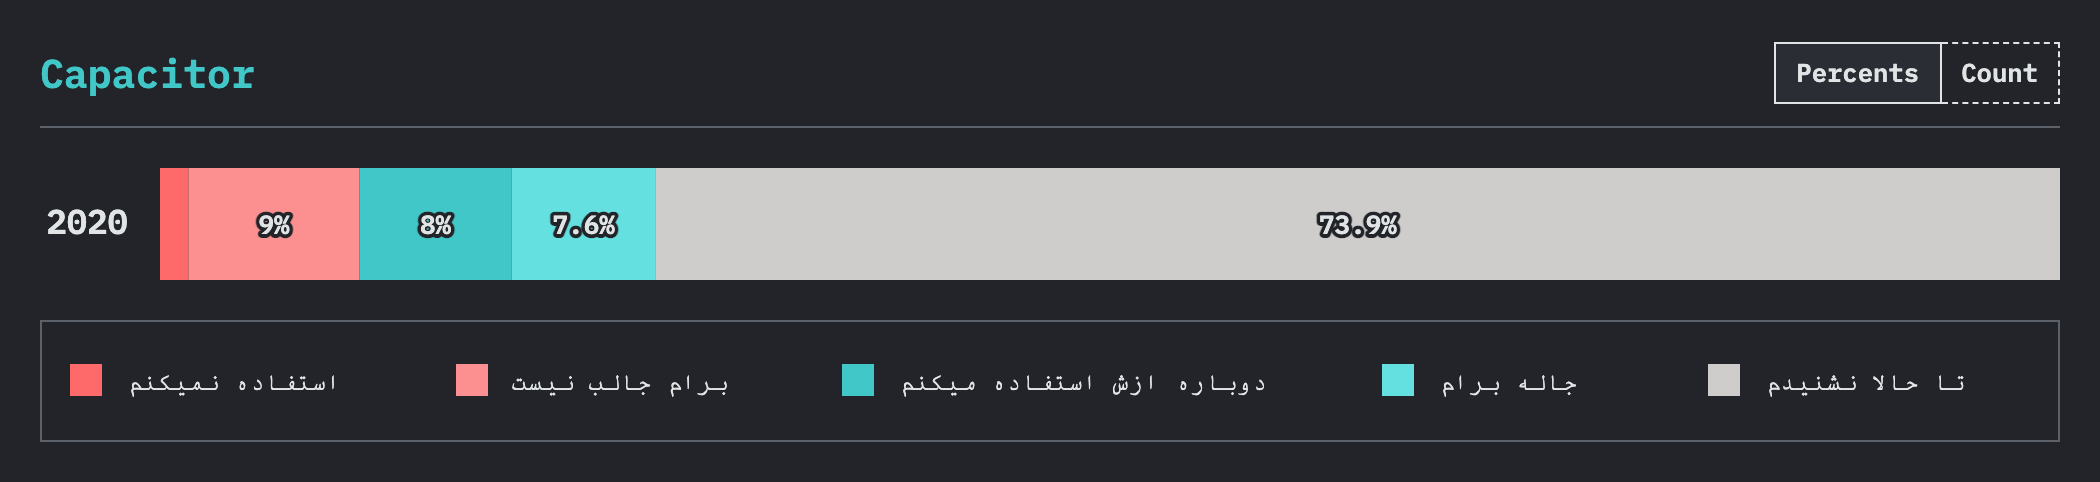 Capacitor
Percents Count
2020 9% 8% 7.6% 73.9%
استفاده نمیکنم
برام جالب نیست
دوباره ازش استفاده میکنم
جاله برام
تا حالا نشنیدم